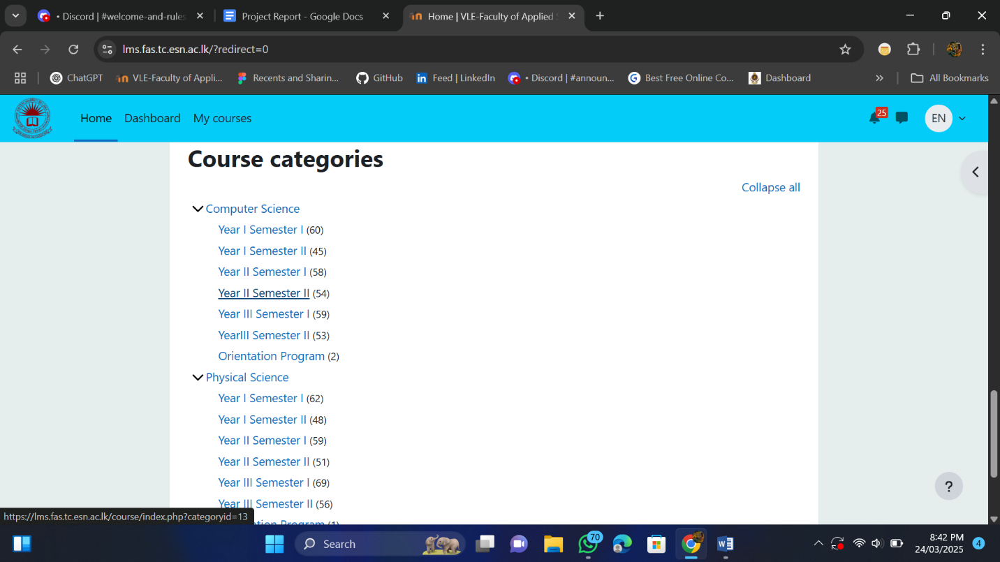 • Discord | #welcome-and-rules
Project Report - Google Docs
Home | VLE-Faculty of Applied
lms.fas.tc.esn.ac.lk/?redirect=0
ChatGPT
VLE-Faculty of Appli...
Recents and Sharin...
GitHub
Feed | LinkedIn
• Discord | #announ...
Best Free Online Co...
Dashboard
»
All Bookmarks
Home
Dashboard
My courses
25
EN
Course categories
Collapse all
Computer Science
Year I Semester I (60)
Year I Semester II (45)
Year II Semester I (58)
Year II Semester II (54)
Year III Semester I (59)
YearIII Semester II (53)
Orientation Program (2)
Physical Science
Year I Semester I (62)
Year I Semester II (48)
Year II Semester I (59)
Year II Semester II (51)
Year III Semester I (69)
Year III Semester II (56)
?
https://lms.fas.tc.esn.ac.lk/course/index.php?categoryid=13
Program (1)
Search
70
8:42 PM
24/03/2025
4